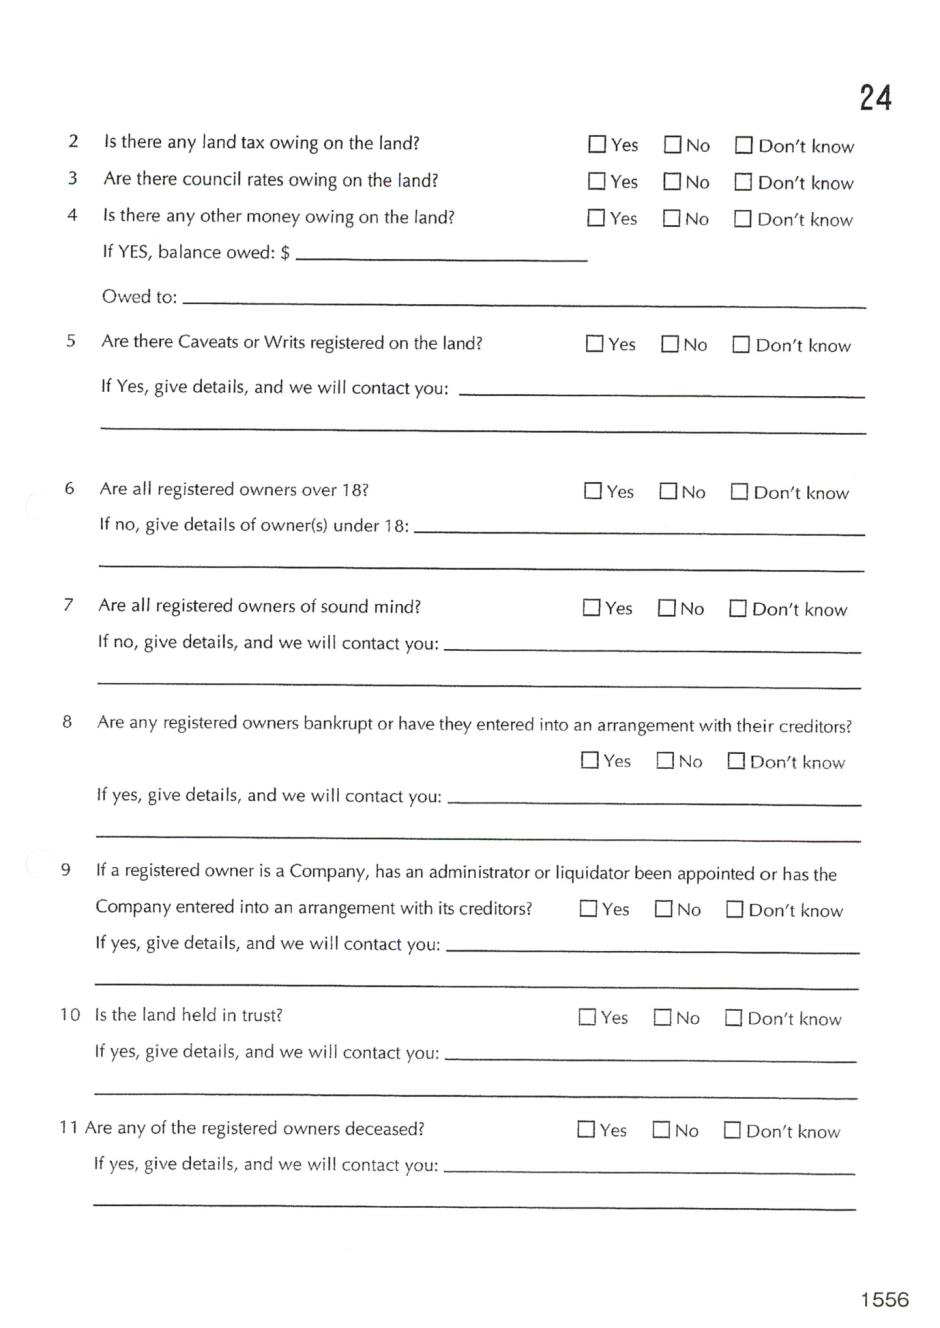 24
2 Is there any land tax owing on the land? ☐ Yes ☐ No ☐ Don't know
3 Are there council rates owing on the land? ☐ Yes ☐ No ☐ Don't know
4 Is there any other money owing on the land? ☐ Yes ☐ No ☐ Don't know
If YES, balance owed: $
Owed to:
5 Are there Caveats or Writs registered on the land? ☐ Yes ☐ No ☐ Don't know
If Yes, give details, and we will contact you:
6 Are all registered owners over 18? ☐ Yes ☐ No ☐ Don't know
If no, give details of owner(s) under 18:
7 Are all registered owners of sound mind? ☐ Yes ☐ No ☐ Don't know
If no, give details, and we will contact you:
8 Are any registered owners bankrupt or have they entered into an arrangement with their creditors?
☐ Yes ☐ No ☐ Don't know
If yes, give details, and we will contact you:
9 If a registered owner is a Company, has an administrator or liquidator been appointed or has the
Company entered into an arrangement with its creditors? ☐ Yes ☐ No ☐ Don't know
If yes, give details, and we will contact you:
10 Is the land held in trust? ☐ Yes ☐ No ☐ Don't know
If yes, give details, and we will contact you:
11 Are any of the registered owners deceased? ☐ Yes ☐ No ☐ Don't know
If yes, give details, and we will contact you:
1556